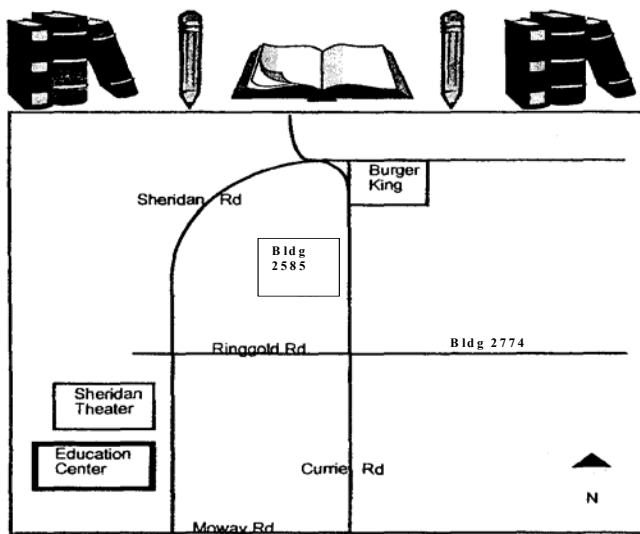 Burger
King
Sheridan Rd
Bldg
2585
Ringgold Rd
Bldg 2774
Sheridan
Theater
Education
Center
Currie Rd
N
Moway Rd